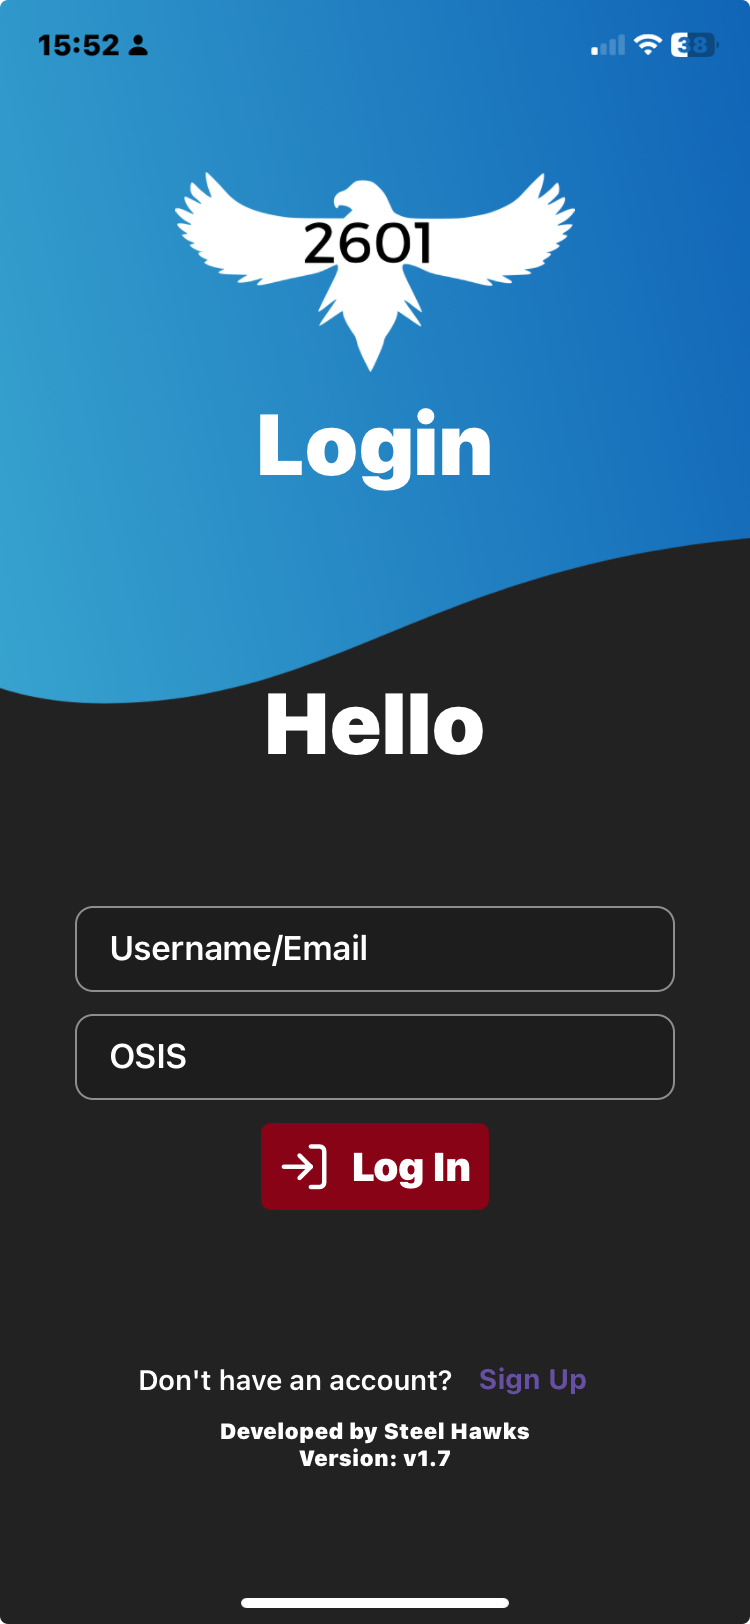 15:52
38
2601
Login
Hello
Username/Email
OSIS
Log In
Don't have an account? Sign Up
Developed by Steel Hawks
Version: v1.7